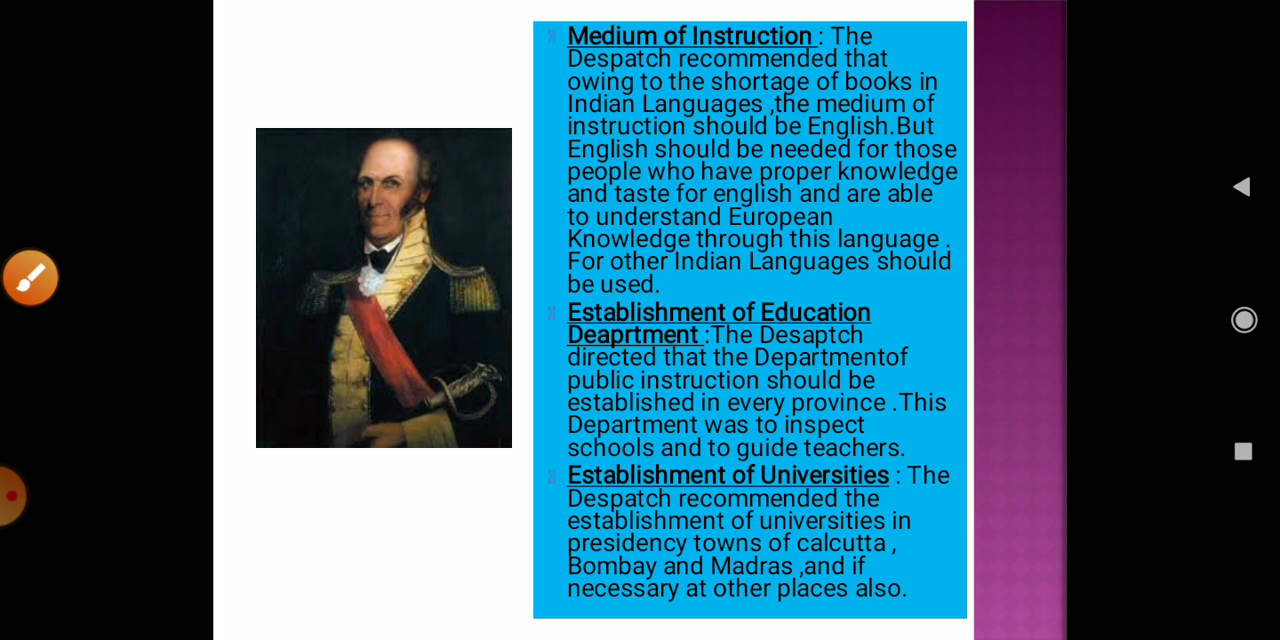 Medium of Instruction : The
Despatch recommended that
owing to the shortage of books in
Indian Languages ,the medium of
instruction should be English.But
English should be needed for those
people who have proper knowledge
and taste for english and are able
to understand European
Knowledge through this language .
For other Indian Languages should
be used.
Establishment of Education
Deaprtment :The Desaptch
directed that the Departmentof
public instruction should be
established in every province .This
Department was to inspect
schools and to guide teachers.
Establishment of Universities : The
Despatch recommended the
establishment of universities in
presidency towns of calcutta ,
Bombay and Madras ,and if
necessary at other places also.